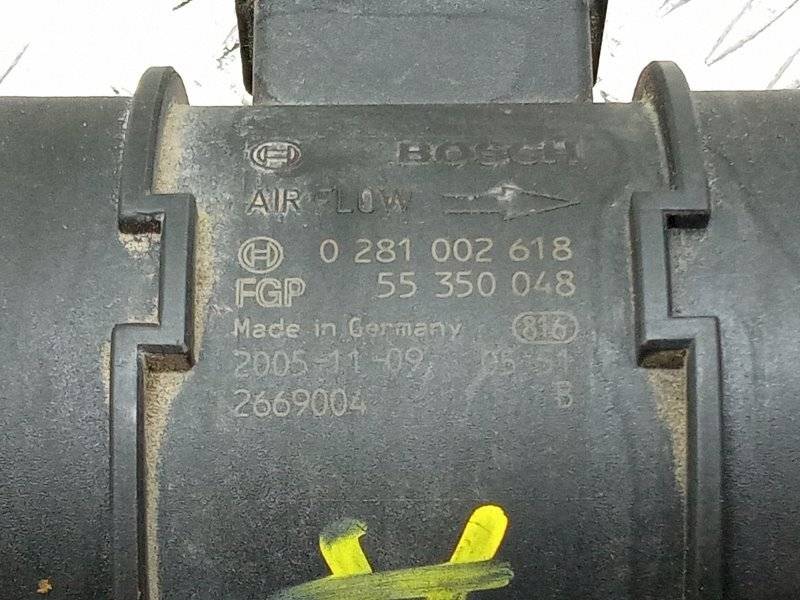 BOSCH
AIR FLOW
0 281 002 618
FGP 55 350 048
Made in Germany 816
2005-11-09 05:51
2669004 B